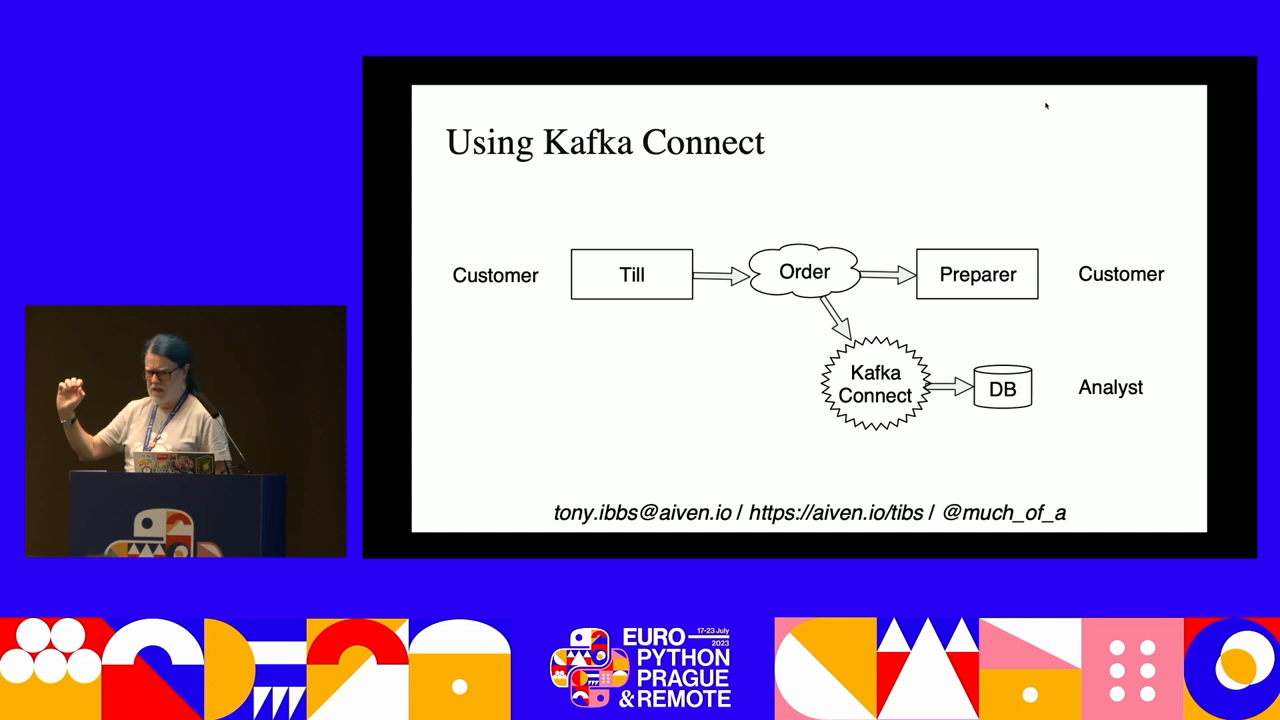 Using Kafka Connect
Customer
Till
Order
Preparer
Customer
Kafka
Connect
DB
Analyst
tony.ibbs@aiven.io / https://aiven.io/tibs / @much_of_a
EURO
17-23 July
2023
PYTHON
PRAGUE
&REMOTE